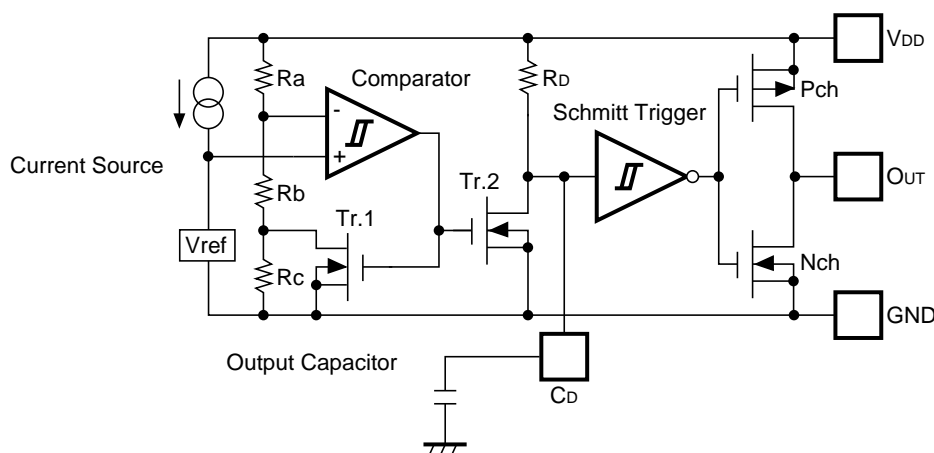 VDD
Ra
Comparator
RD
Pch
Schmitt Trigger
-
+
Current Source
OUT
Rb
Tr.1
Tr.2
Vref
Rc
Nch
GND
Output Capacitor
CD